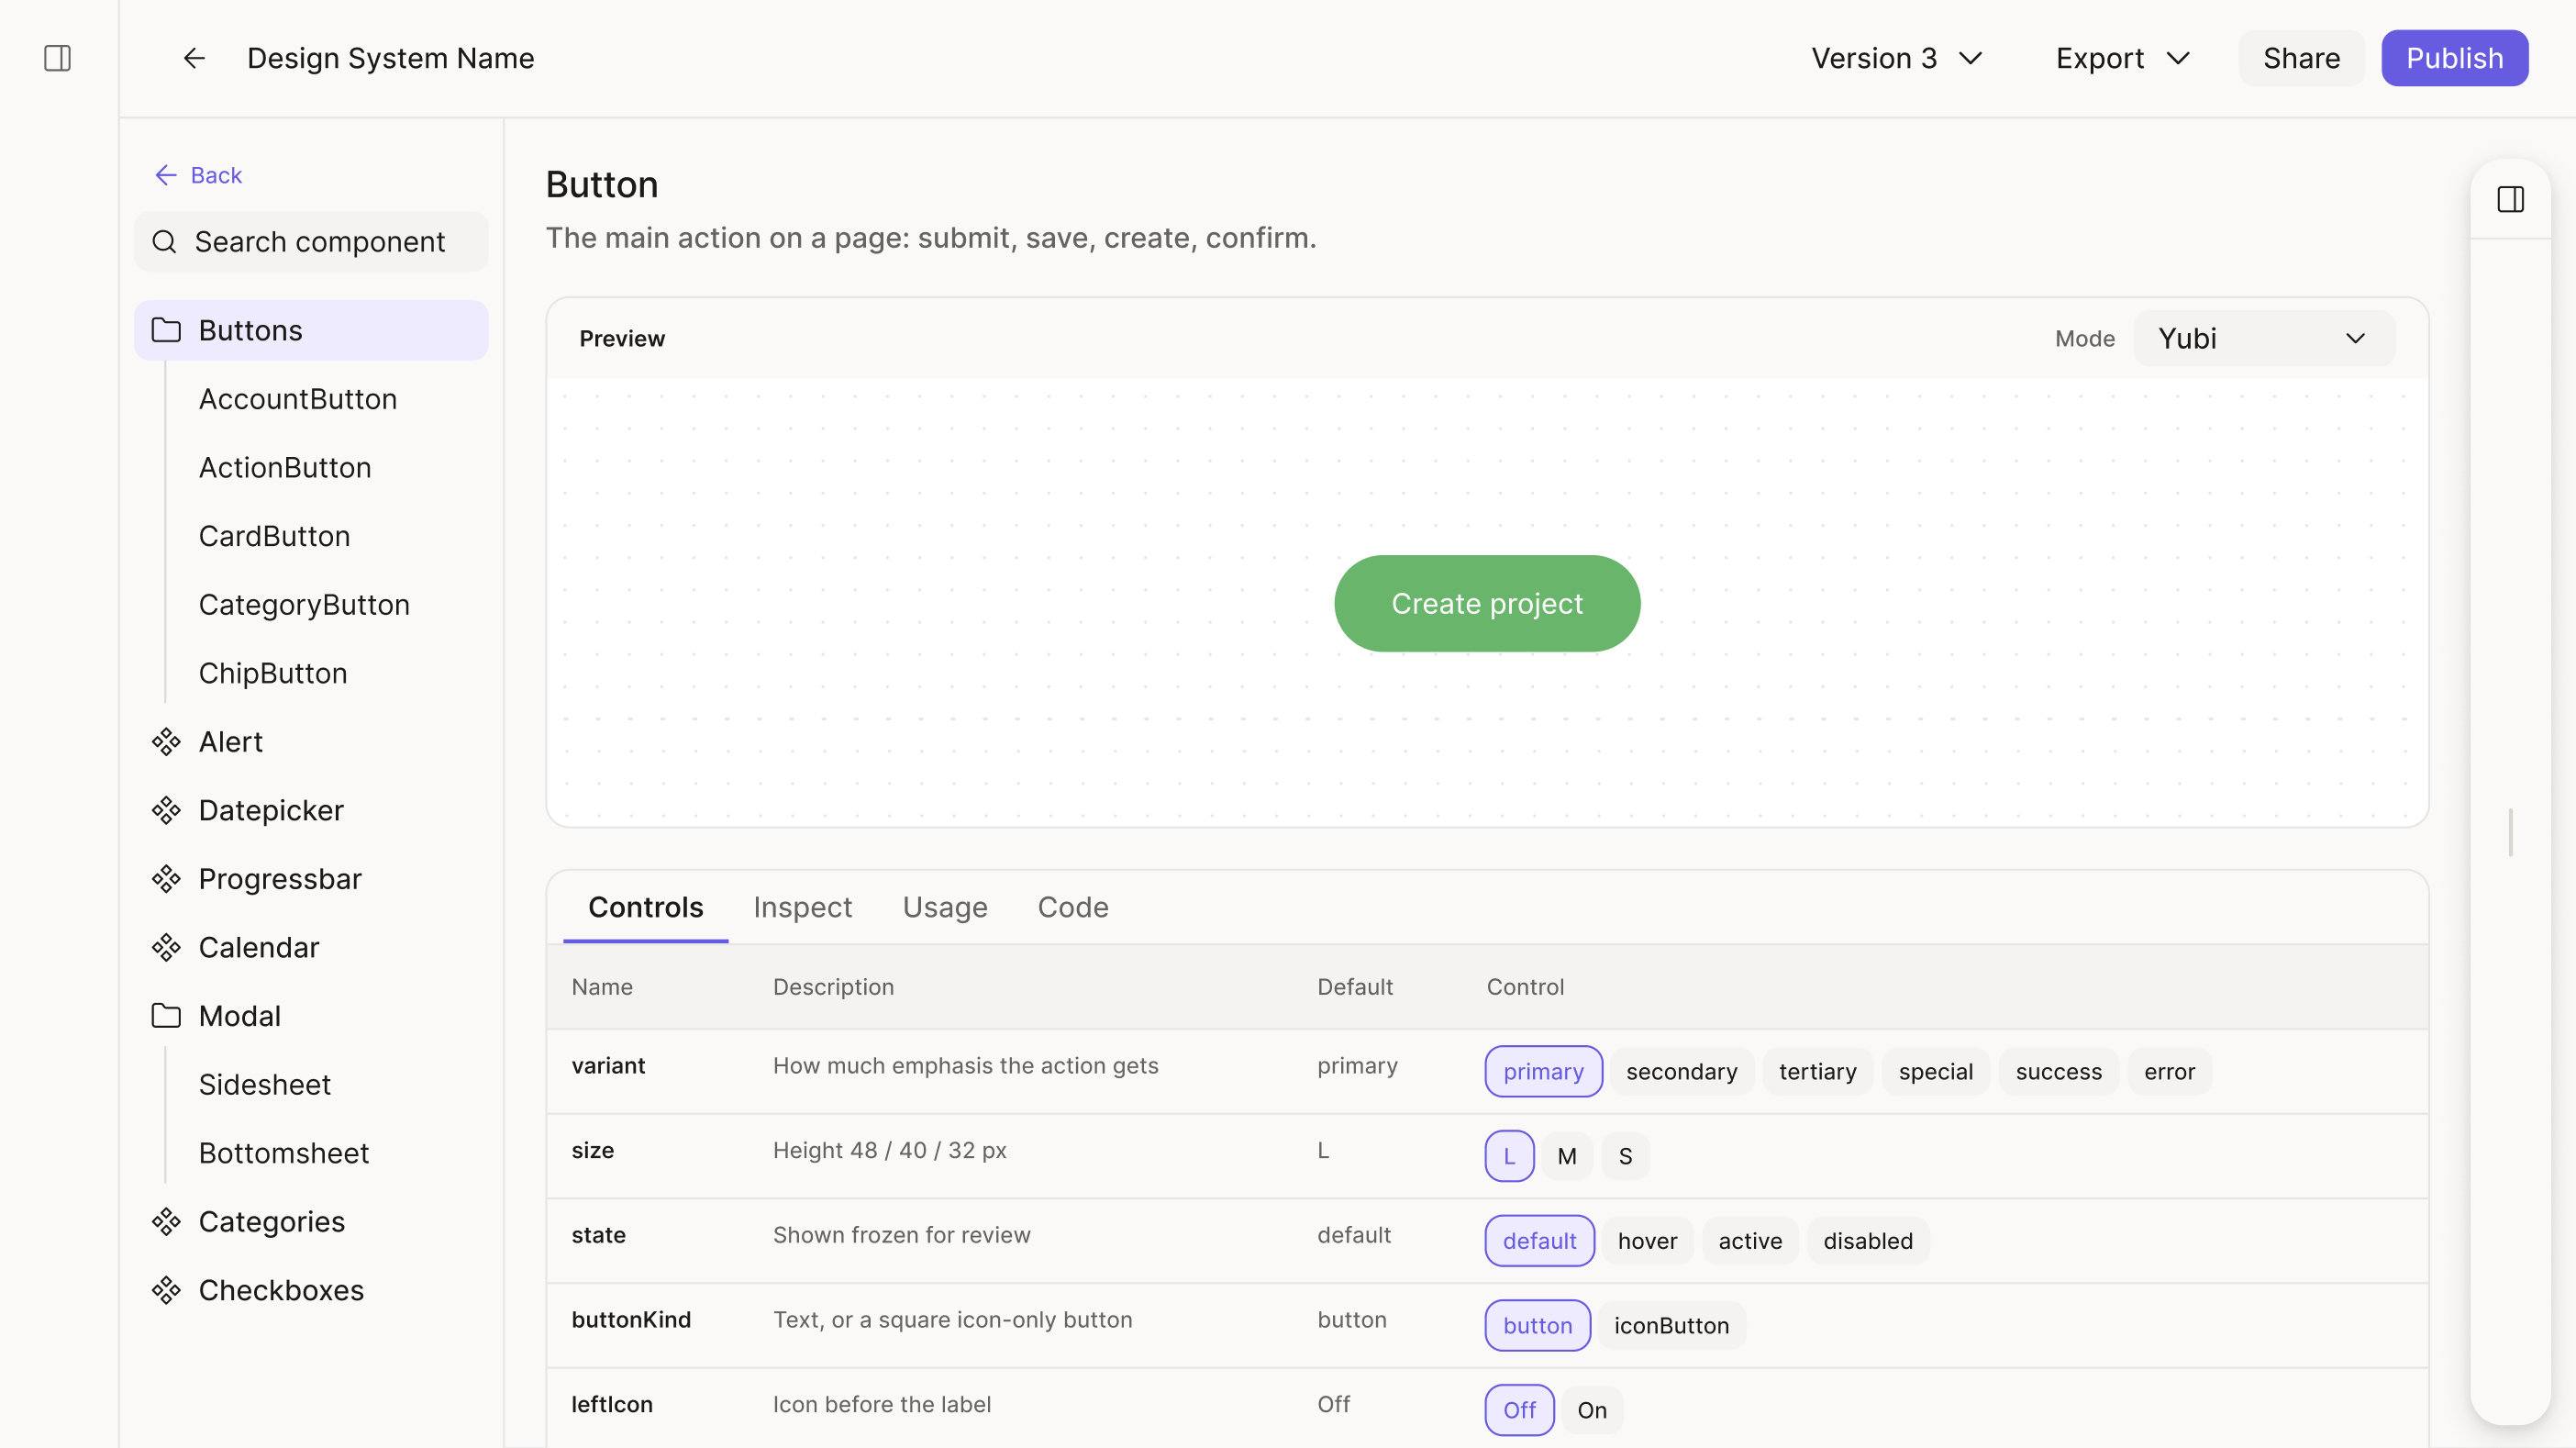 Design System Name
Version 3
Export
Share
Publish
Back
Search component
Buttons
AccountButton
ActionButton
CardButton
CategoryButton
ChipButton
Alert
Datepicker
Progressbar
Calendar
Modal
Sidesheet
Bottomsheet
Categories
Checkboxes
Button
The main action on a page: submit, save, create, confirm.
Preview
Mode
Yubi
Create project
Controls Inspect Usage Code
Name Description Default Control
variant How much emphasis the action gets primary primary secondary tertiary special success error
size Height 48 / 40 / 32 px L L M S
state Shown frozen for review default default hover active disabled
buttonKind Text, or a square icon-only button button button iconButton
leftIcon Icon before the label Off Off On